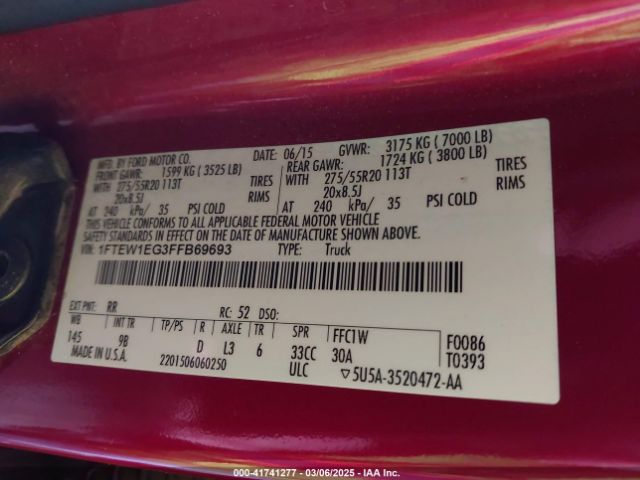 MFD. BY FORD MOTOR CO. DATE: 06/15 GVWR: 3175 KG ( 7000 LB)
FRONT GAWR: 1599 KG ( 3525 LB) REAR GAWR: 1724 KG ( 3800 LB)
WITH 275/55R20 113T TIRES WITH 275/55R20 113T TIRES
20x8.5J RIMS 20x8.5J RIMS
AT 240 kPa/ 35 PSI COLD AT 240 kPa/ 35 PSI COLD
THIS VEHICLE CONFORMS TO ALL APPLICABLE FEDERAL MOTOR VEHICLE
SAFETY STANDARDS IN EFFECT ON THE DATE OF MANUFACTURE SHOWN ABOVE.
VIN: 1FTEW1EG3FFB69693 TYPE: Truck
EXT PNT: RR RC: 52 DSO:
WB INT TR TP/PS R AXLE TR SPR FFC1W F0086
145 9B D L3 6 33CC 30A T0393
MADE IN U.S.A. 2201506060250 ULC ▽5U5A-3520472-AA
000-41741277 - 03/06/2025 - IAA Inc.